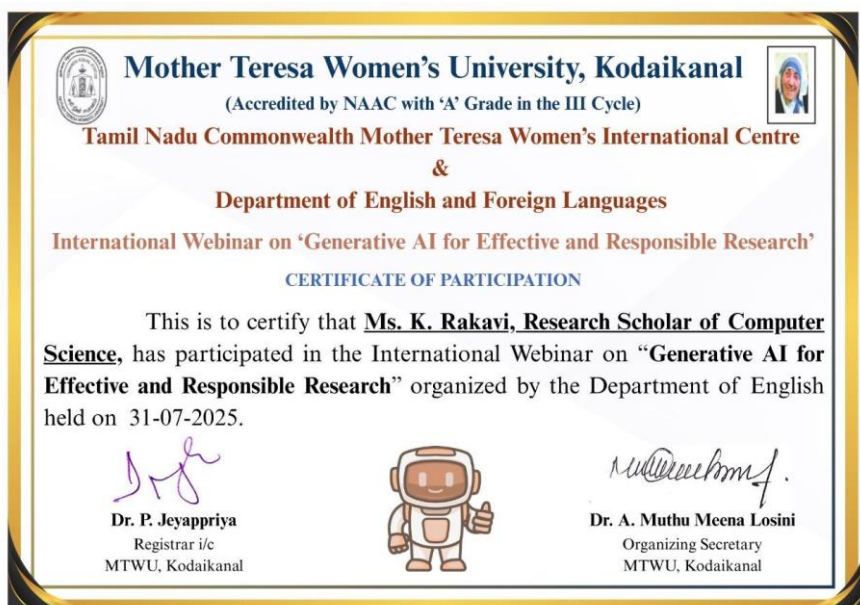 Mother Teresa Women's University, Kodaikanal
(Accredited by NAAC with 'A' Grade in the III Cycle)
Tamil Nadu Commonwealth Mother Teresa Women's International Centre
&
Department of English and Foreign Languages
International Webinar on 'Generative AI for Effective and Responsible Research'
CERTIFICATE OF PARTICIPATION
This is to certify that Ms. K. Rakavi, Research Scholar of Computer
Science, has participated in the International Webinar on “Generative AI for
Effective and Responsible Research” organized by the Department of English
held on 31-07-2025.
Dr. P. Jeyappriya
Registrar i/c
MTWU, Kodaikanal
Dr. A. Muthu Meena Losini
Organizing Secretary
MTWU, Kodaikanal